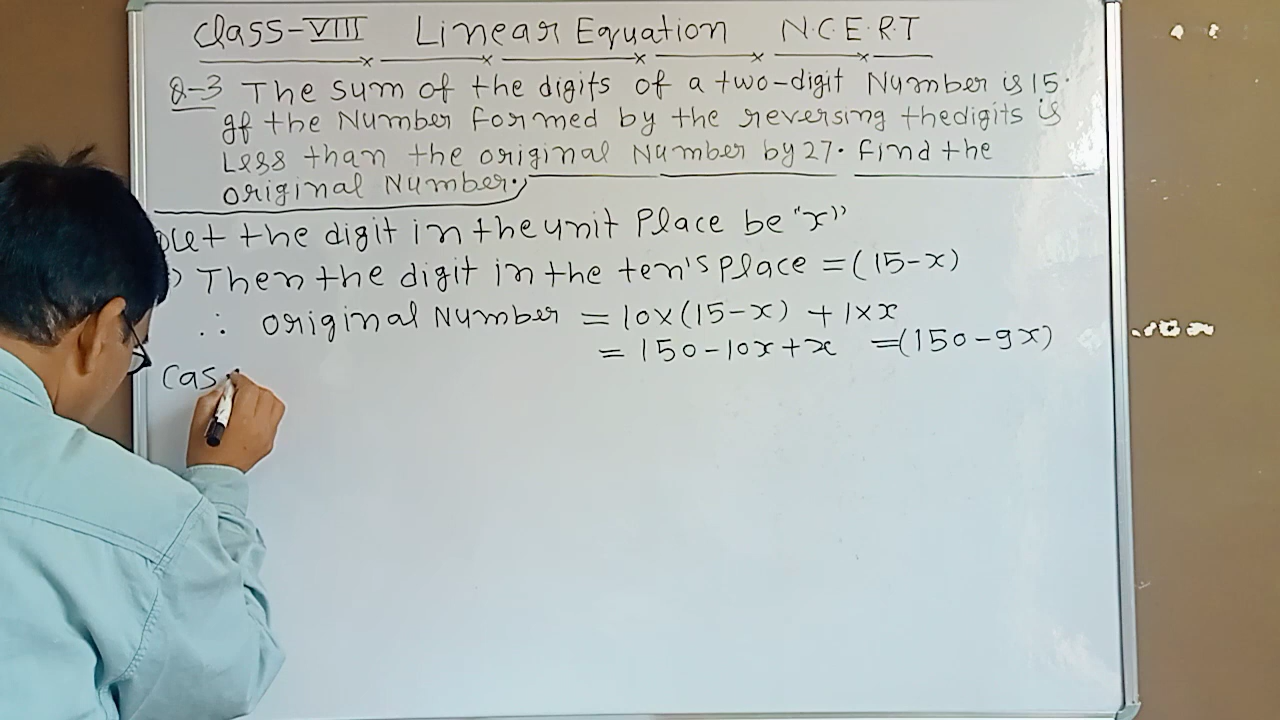 Class-VIII Linear Equation N.C.E.R.T
Q-3 The sum of the digits of a two-digit Number is 15.
If the Number formed by the reversing the digits is
Less than the original Number by 27. Find the
original Number.
Let the digit in the unit Place be "x"
) Then the digit in the ten's place = (15-x)
∴ original Number = 10×(15-x) + 1×x
= 150-10x+x =(150-9x)
Cas